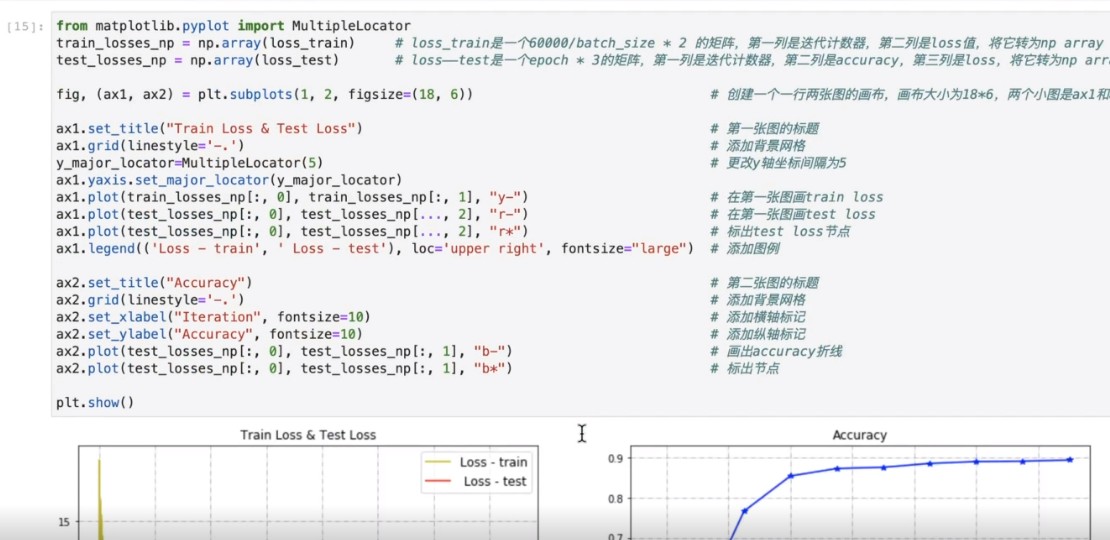 [15]:
from matplotlib.pyplot import MultipleLocator
train_losses_np = np.array(loss_train)     # loss_train是一个60000/batch_size * 2 的矩阵, 第一列是迭代计数器, 第二列是loss值, 将它转为np array
test_losses_np = np.array(loss_test)       # loss——test是一个epoch * 3的矩阵, 第一列是迭代计数器, 第二列是accuracy, 第三列是loss, 将它转为np arr
fig, (ax1, ax2) = plt.subplots(1, 2, figsize=(18, 6))     # 创建一个一行两张图的画布, 画布大小为18*6, 两个小图是ax1和
ax1.set_title("Train Loss & Test Loss")     # 第一张图的标题
ax1.grid(linestyle='-.')     # 添加背景网格
y_major_locator=MultipleLocator(5)     # 更改y轴坐标间隔为5
ax1.yaxis.set_major_locator(y_major_locator)
ax1.plot(train_losses_np[:, 0], train_losses_np[:, 1], "y-")     # 在第一张图画train loss
ax1.plot(test_losses_np[:, 0], test_losses_np[..., 2], "r-")     # 在第一张图画test loss
ax1.plot(test_losses_np[:, 0], test_losses_np[..., 2], "r*")     # 标出test loss节点
ax1.legend(('Loss - train', ' Loss - test'), loc='upper right', fontsize="large")  # 添加图例
ax2.set_title("Accuracy")     # 第二张图的标题
ax2.grid(linestyle='-.')     # 添加背景网格
ax2.set_xlabel("Iteration", fontsize=10)     # 添加横轴标记
ax2.set_ylabel("Accuracy", fontsize=10)     # 添加纵轴标记
ax2.plot(test_losses_np[:, 0], test_losses_np[:, 1], "b-")     # 画出accuracy折线
ax2.plot(test_losses_np[:, 0], test_losses_np[:, 1], "b*")     # 标出节点
plt.show()
Train Loss & Test Loss
Loss - train
Loss - test
15
Accuracy
0.9
0.8
0.7